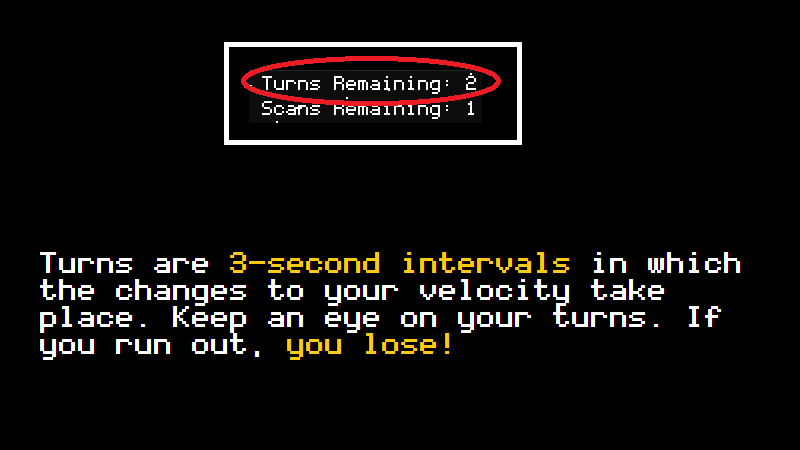 Turns Remaining: 2
Scans Remaining: 1
Turns are 3-second intervals in which
the changes to your velocity take
place. Keep an eye on your turns. If
you run out, you lose!